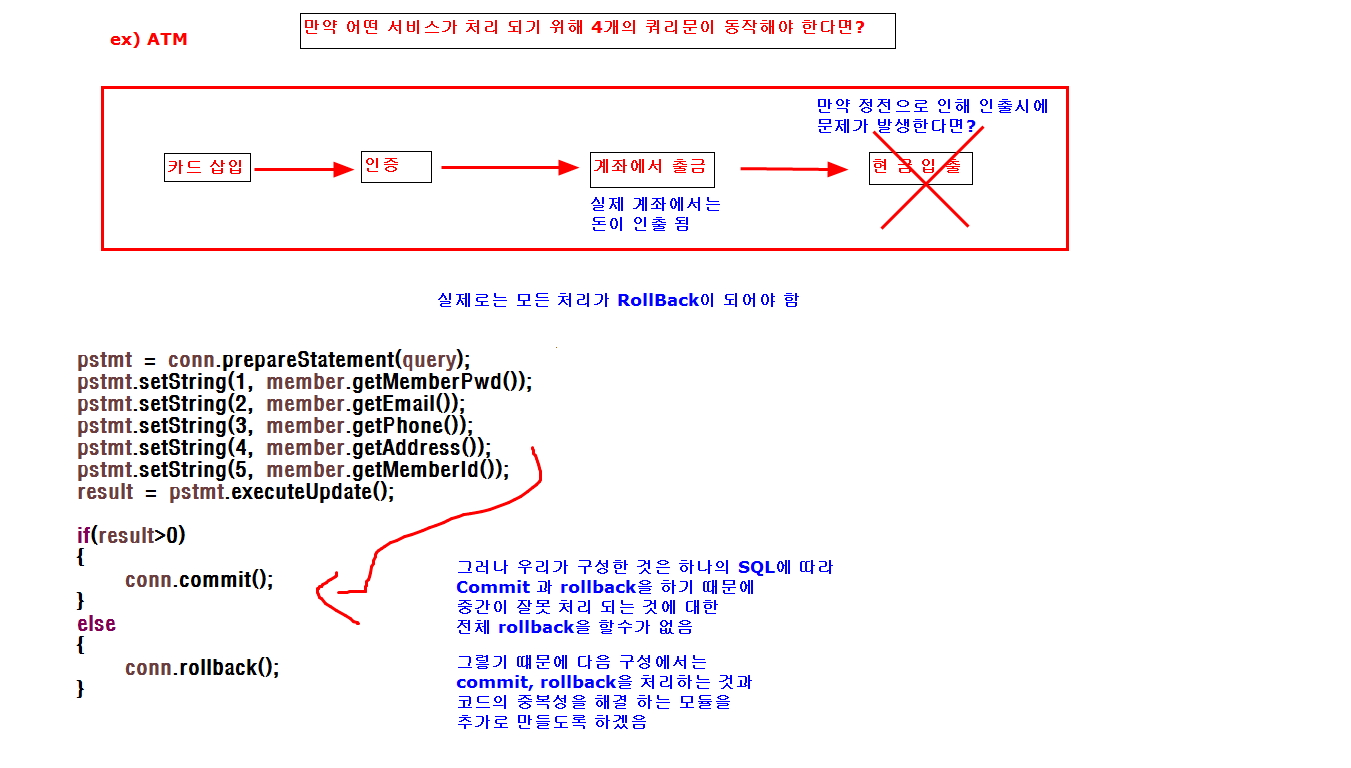 ex) ATM
만약 어떤 서비스가 처리 되기 위해 4개의 쿼리문이 동작해야 한다면?
만약 정전으로 인해 인출시에
문제가 발생한다면?
카드 삽입
인증
계좌에서 출금
현 금 입 출
실제 계좌에서는
돈이 인출 됨
실제로는 모든 처리가 RollBack이 되어야 함
pstmt = conn.prepareStatement(query);
pstmt.setString(1, member.getMemberPwd());
pstmt.setString(2, member.getEmail());
pstmt.setString(3, member.getPhone());
pstmt.setString(4, member.getAddress());
pstmt.setString(5, member.getMemberId());
result = pstmt.executeUpdate();
if(result>0)
{
conn.commit();
}
else
{
conn.rollback();
}
그러나 우리가 구성한 것은 하나의 SQL에 따라
Commit 과 rollback을 하기 때문에
중간이 잘못 처리 되는 것에 대한
전체 rollback을 할수가 없음
그렇기 때문에 다음 구성에서는
commit, rollback을 처리하는 것과
코드의 중복성을 해결 하는 모듈을
추가로 만들도록 하겠음